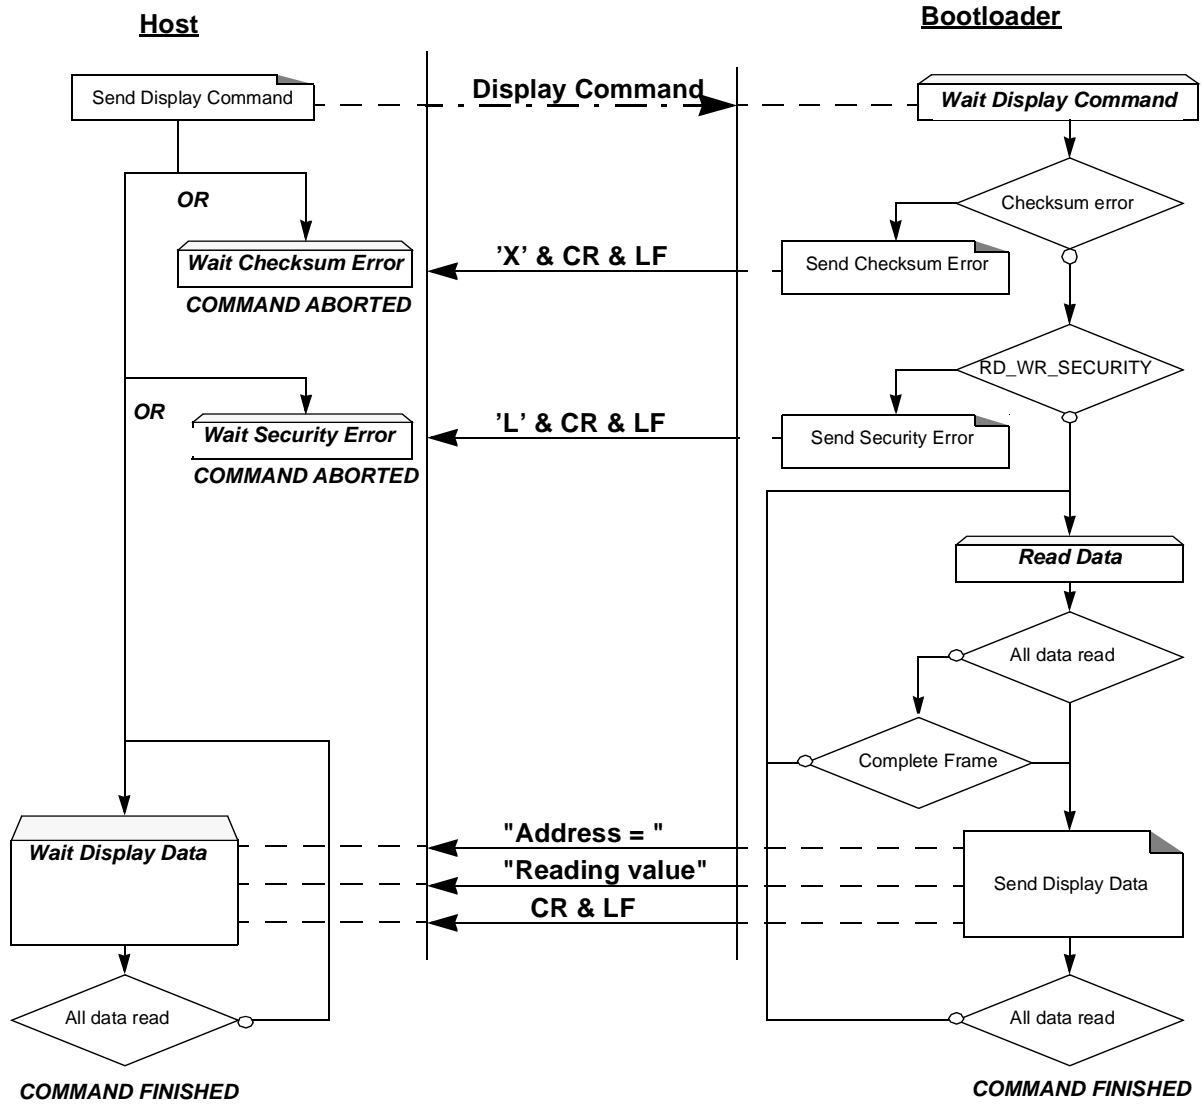 Host
Bootloader
Send Display Command
Display Command
Wait Display Command
OR
Checksum error
Wait Checksum Error
’X’ & CR & LF
Send Checksum Error
COMMAND ABORTED
RD_WR_SECURITY
OR
Wait Security Error
’L’ & CR & LF
Send Security Error
COMMAND ABORTED
Read Data
All data read
Complete Frame
Wait Display Data
"Address = "
"Reading value"
CR & LF
Send Display Data
All data read
All data read
COMMAND FINISHED
COMMAND FINISHED